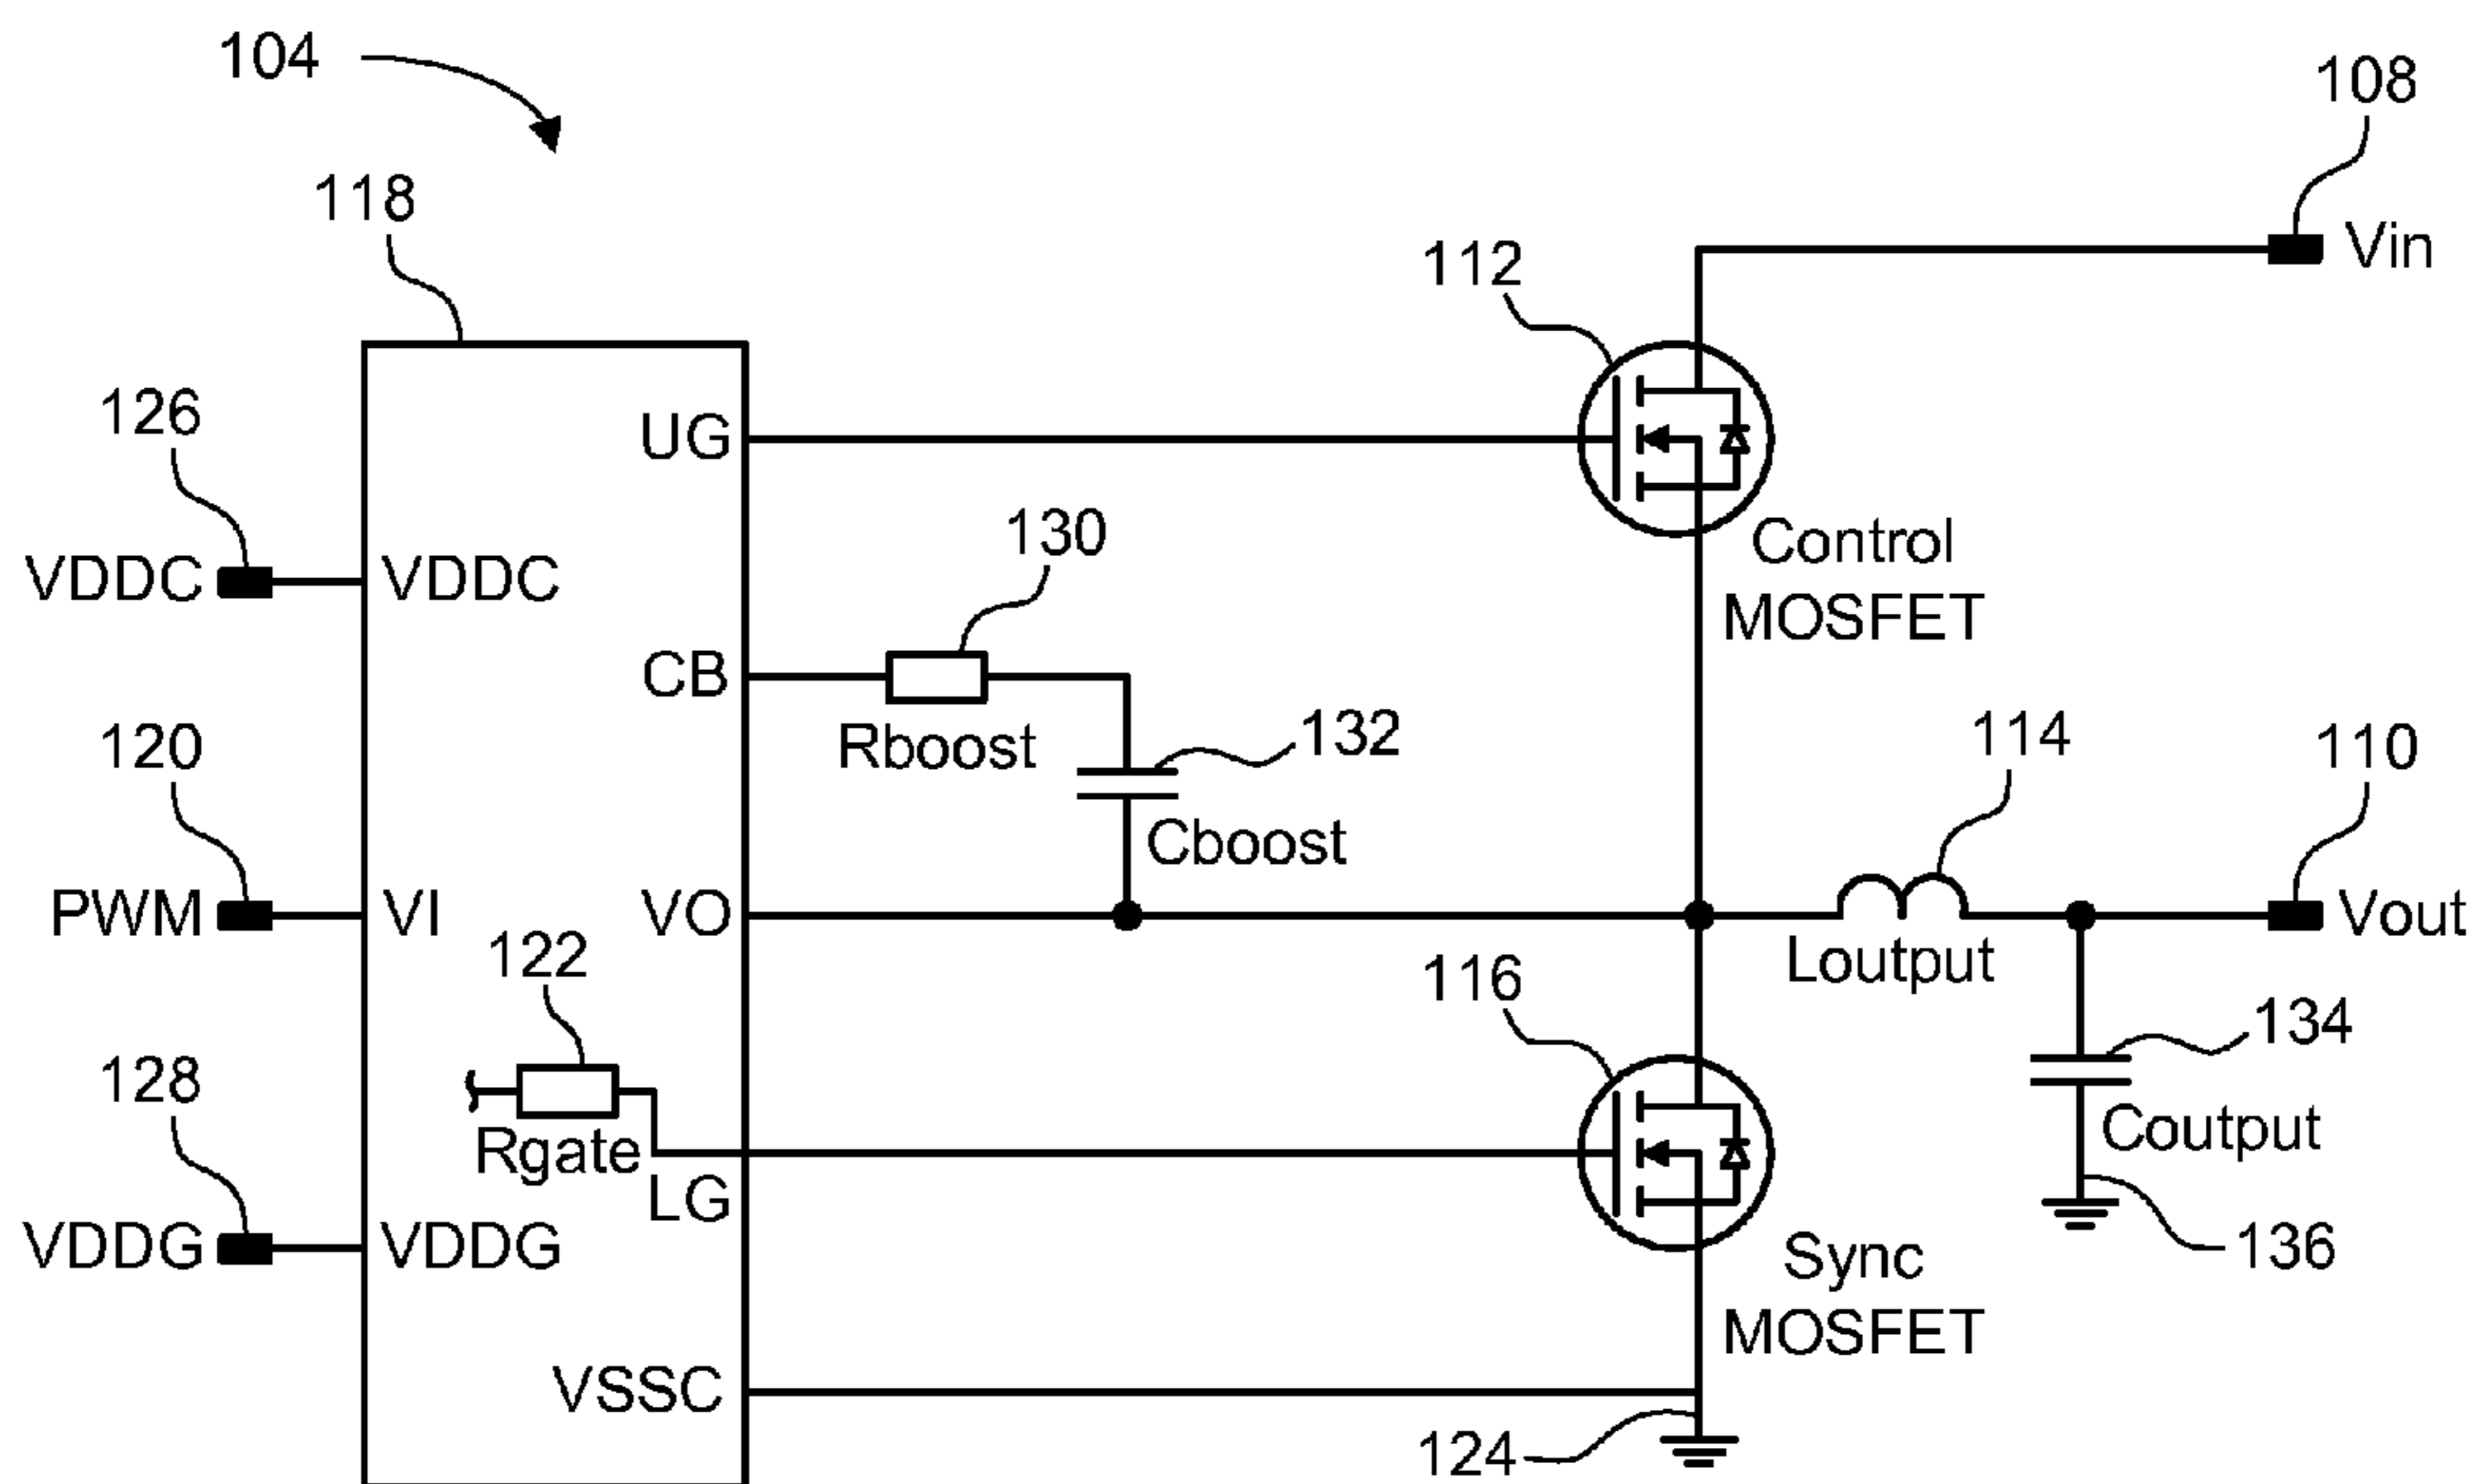 104
108
118
Vin
112
126
UG
130
Control
MOSFET
VDDC
VDDC
CB
Rboost
132
114
120
110
Cboost
PWM
VI
VO
Vout
122
116
Loutput
134
128
Rgate
LG
Coutput
VDDG
VDDG
136
Sync
MOSFET
VSSC
124